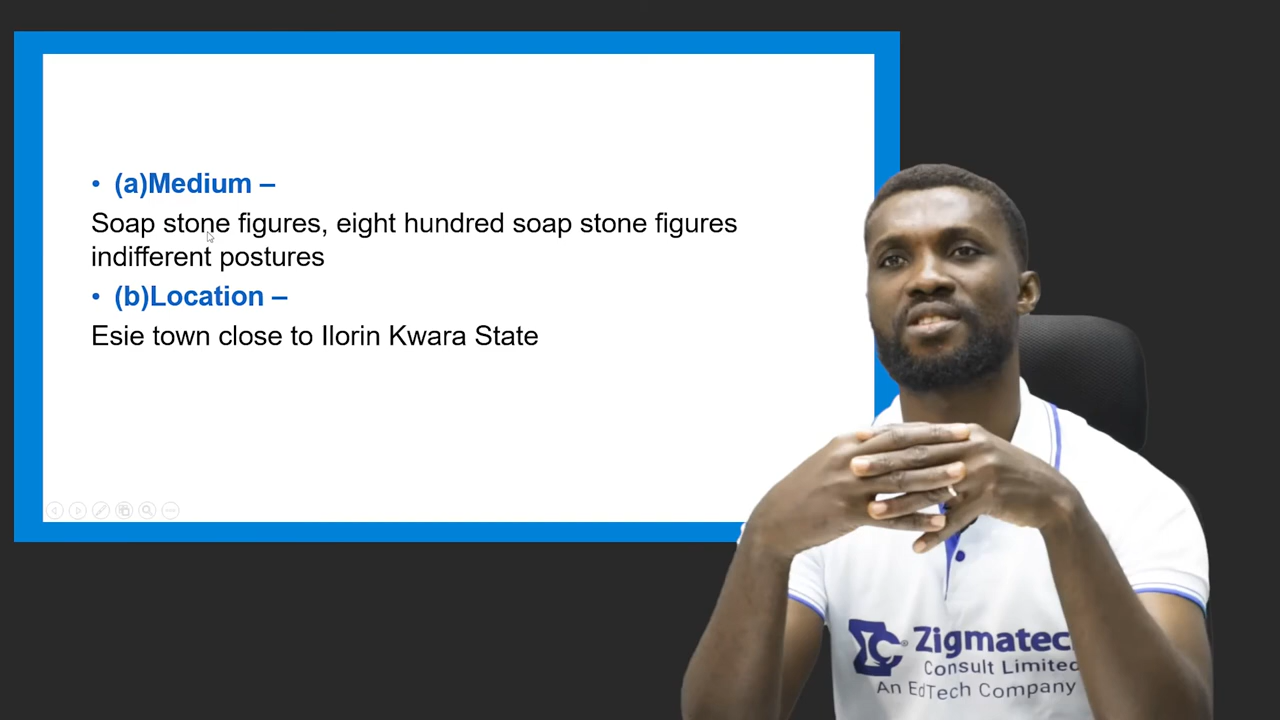 • (a)Medium –
Soap stone figures, eight hundred soap stone figures
indifferent postures
• (b)Location –
Esie town close to Ilorin Kwara State
Zigmatec
Consult Limited
An EdTech Company